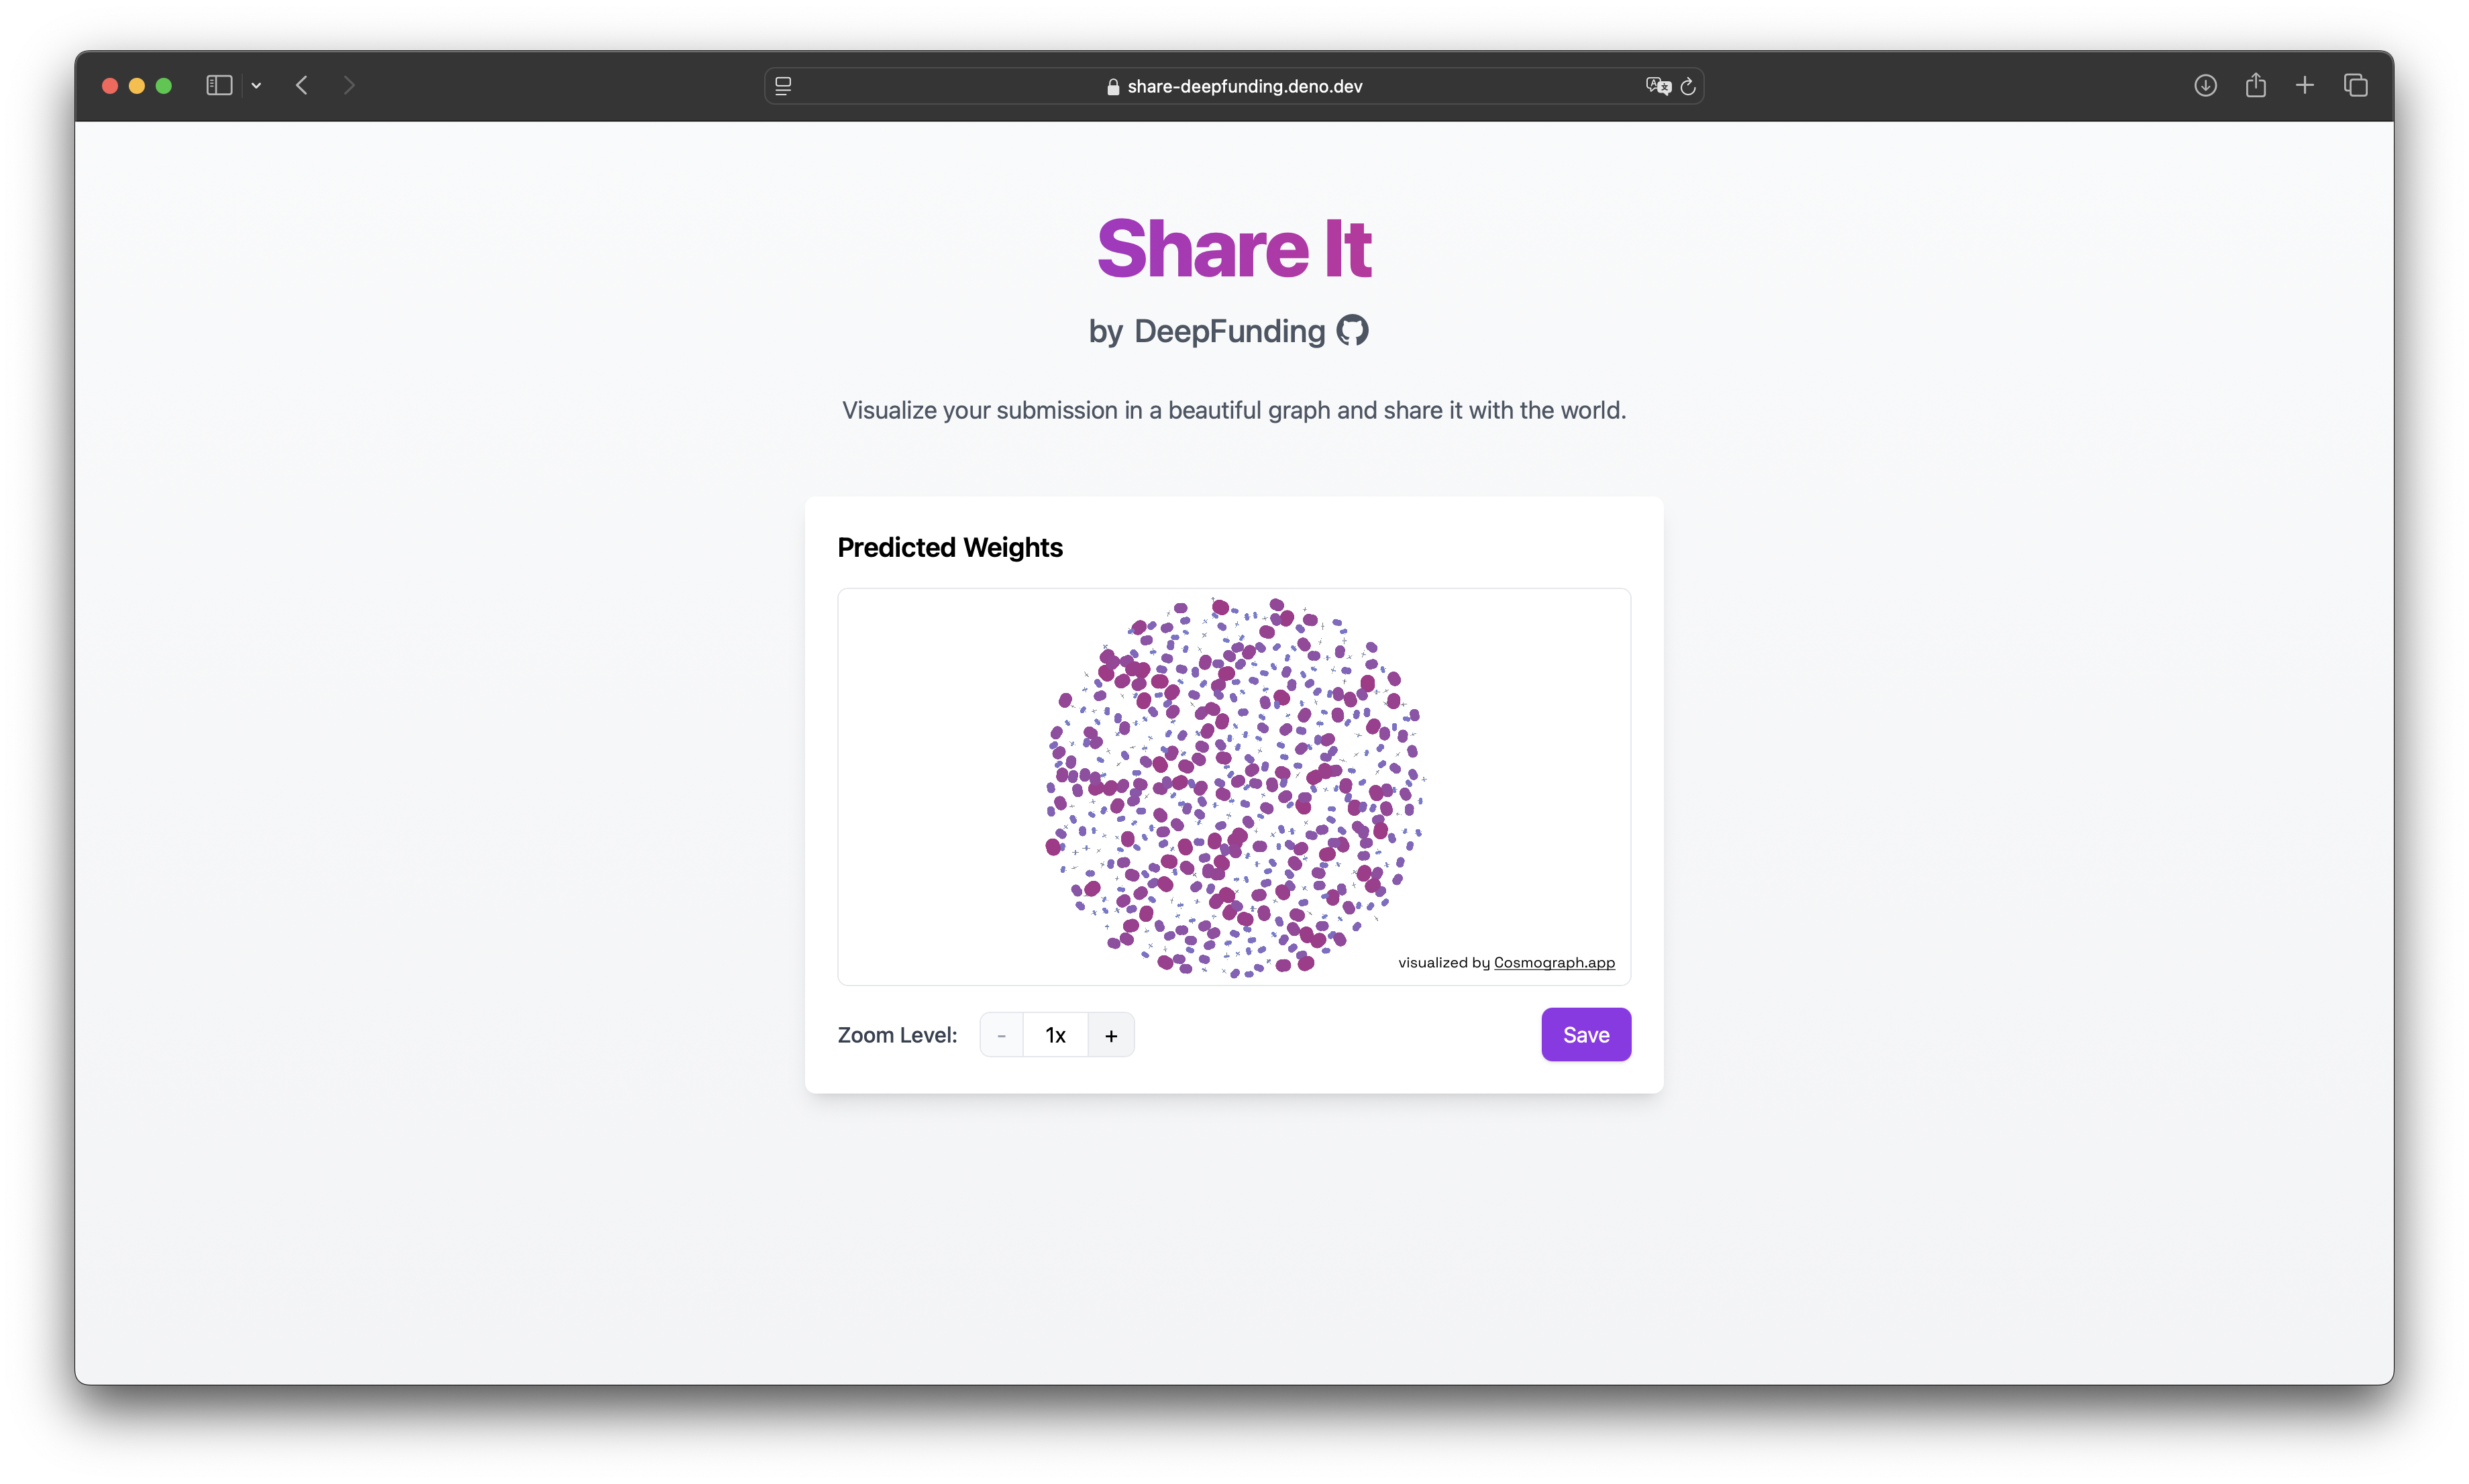 share-deepfunding.deno.dev
Share It
by DeepFunding
Visualize your submission in a beautiful graph and share it with the world.
Predicted Weights
visualized by Cosmograph.app
Zoom Level:
-
1x
+
Save